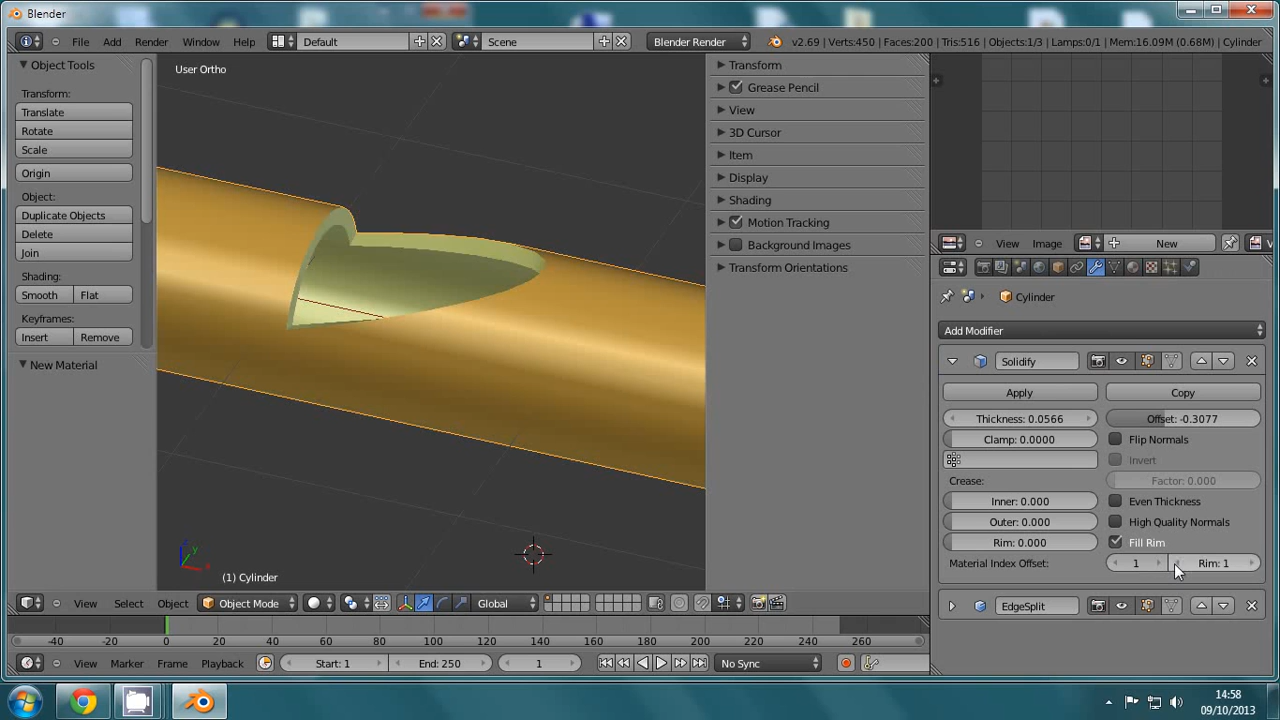 Blender
File Add Render Window Help Default Scene Blender Render v2.69 | Verts:450 | Faces:200 | Tris:516 | Objects:1/3 | Lamps:0/1 | Mem:16.09M (0.68M) | Cylinder
Object Tools
Transform:
Translate
Rotate
Scale
Origin
Object:
Duplicate Objects
Delete
Join
Shading:
Smooth Flat
Keyframes:
Insert Remove
New Material
User Ortho
(1) Cylinder
Transform
Grease Pencil
View
3D Cursor
Item
Display
Shading
Motion Tracking
Background Images
Transform Orientations
View Image New V
Cylinder
Add Modifier
Solidify
Apply Copy
Thickness: 0.0566 Offset: -0.3077
Clamp: 0.0000 Flip Normals
Invert
Crease: Factor: 0.000
Inner: 0.000 Even Thickness
Outer: 0.000 High Quality Normals
Rim: 0.000 Fill Rim
Material Index Offset: 1 Rim: 1
EdgeSplit
View Select Object Object Mode Global
-40 -20 0 20 40 60 80 100 120 140 160 180 200 220 240 260
View Marker Frame Playback Start: 1 End: 250 1 No Sync
14:58
09/10/2013